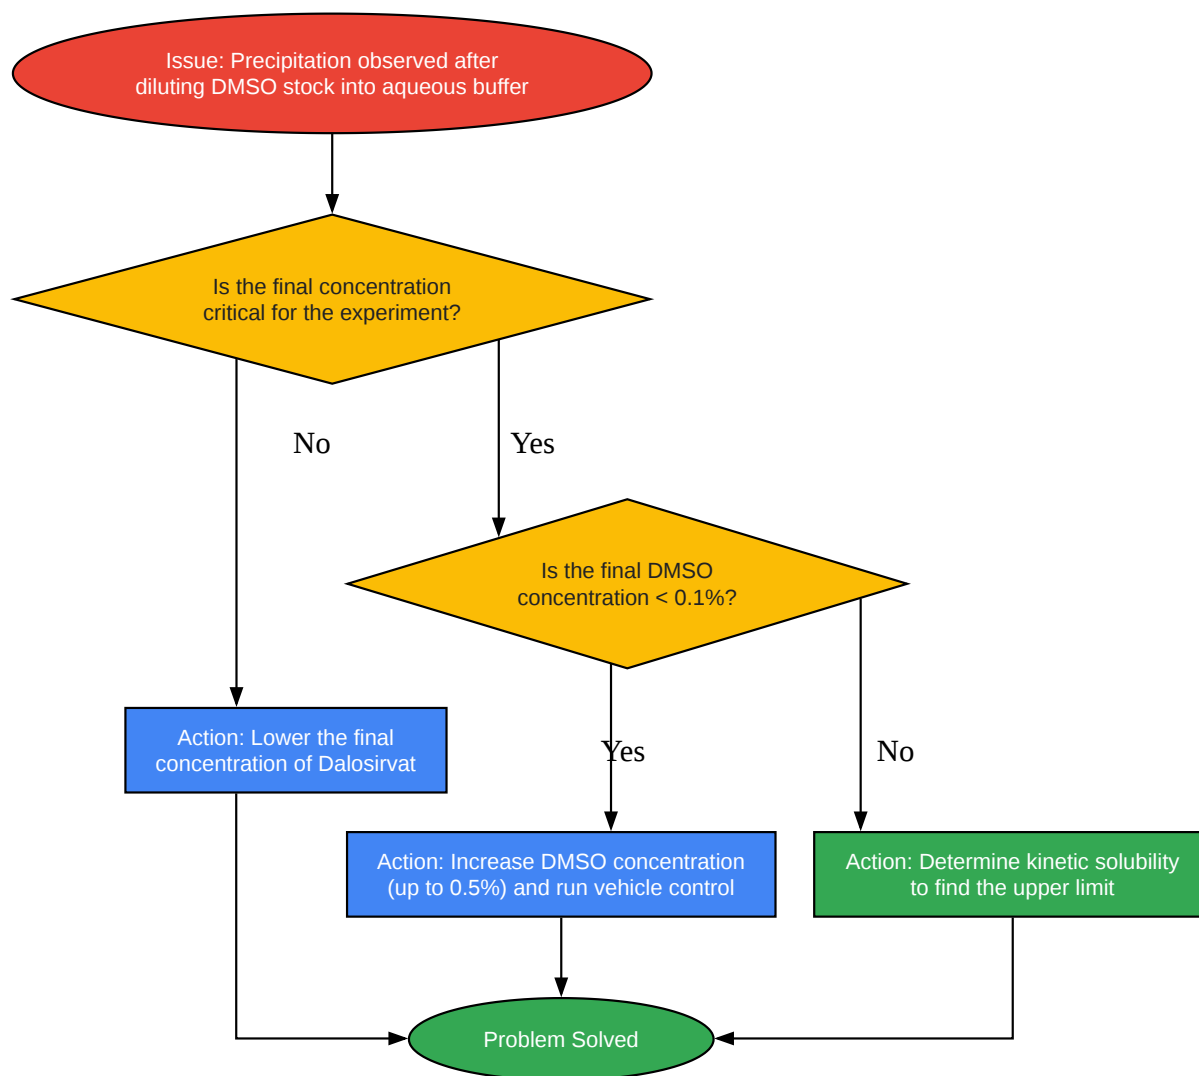 Issue: Precipitation observed after
diluting DMSO stock into aqueous buffer
Is the final concentration
critical for the experiment?
No
Yes
Is the final DMSO
concentration < 0.1%?
Action: Lower the final
concentration of Dalosirvat
Yes
No
Action: Increase DMSO concentration
(up to 0.5%) and run vehicle control
Action: Determine kinetic solubility
to find the upper limit
Problem Solved